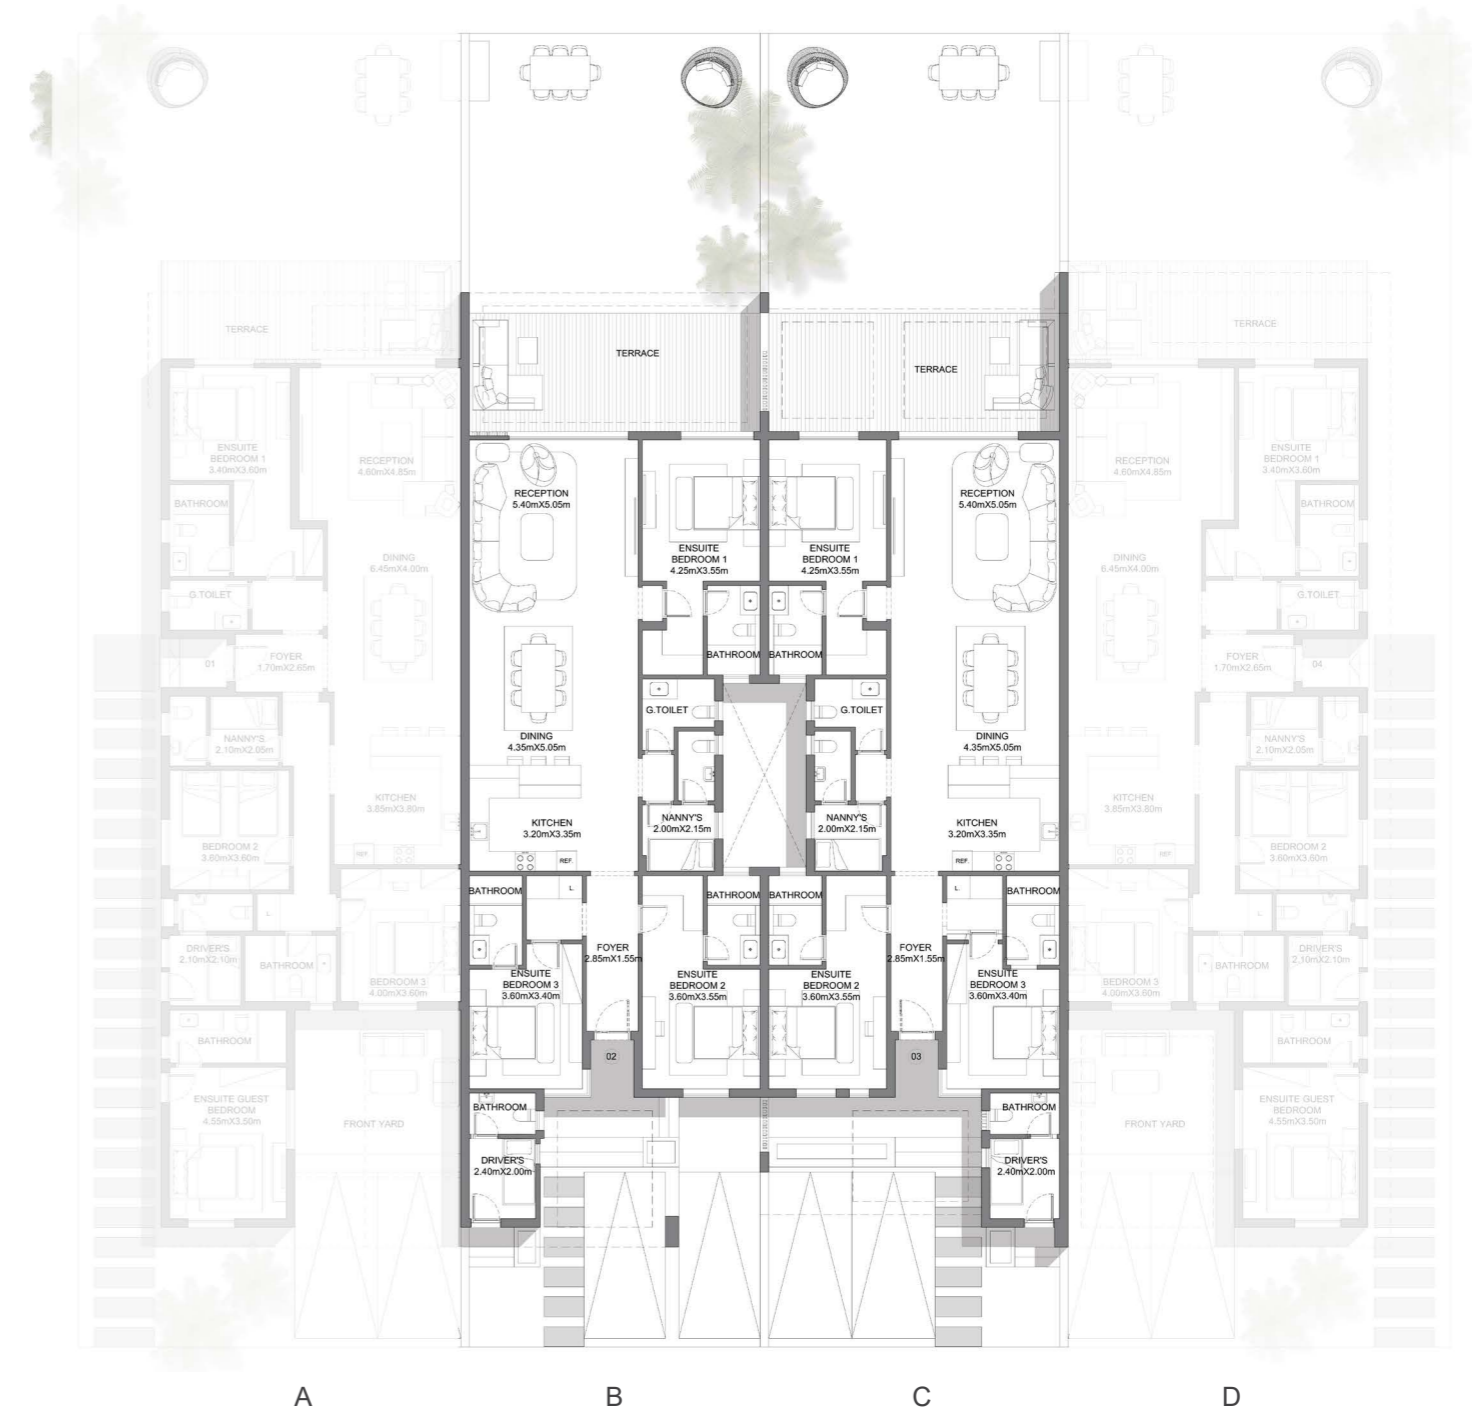 TERRACE
ENSUITE
BEDROOM 1
3.40mX3.60m
RECEPTION
4.60mX4.85m
BATHROOM
DINING
6.45mX4.00m
G.TOILET
01
FOYER
1.70mX2.65m
NANNY'S
2.10mX2.05m
KITCHEN
3.85mX3.80m
REF
BEDROOM 2
3.60mX3.60m
L
DRIVER'S
2.10mX2.10m
BATHROOM
BEDROOM 3
4.00mX3.60m
BATHROOM
ENSUITE GUEST
BEDROOM
4.55mX3.50m
FRONT YARD
TERRACE
RECEPTION
5.40mX5.05m
ENSUITE
BEDROOM 1
4.25mX3.55m
BATHROOM
G.TOILET
DINING
4.35mX5.05m
NANNY'S
2.00mX2.15m
KITCHEN
3.20mX3.35m
REF.
BATHROOM
L.
BATHROOM
FOYER
2.85mX1.55m
ENSUITE
BEDROOM 3
3.60mX3.40m
ENSUITE
BEDROOM 2
3.60mX3.55m
02
BATHROOM
DRIVER'S
2.40mX2.00m
TERRACE
ENSUITE
BEDROOM 1
4.25mX3.55m
RECEPTION
5.40mX5.05m
BATHROOM
G.TOILET
DINING
4.35mX5.05m
NANNY'S
2.00mX2.15m
KITCHEN
3.20mX3.35m
REF.
BATHROOM
L.
BATHROOM
FOYER
2.85mX1.55m
ENSUITE
BEDROOM 2
3.60mX3.55m
ENSUITE
BEDROOM 3
3.60mX3.40m
03
BATHROOM
DRIVER'S
2.40mX2.00m
TERRACE
RECEPTION
4.60mX4.85m
ENSUITE
BEDROOM 1
3.40mX3.60m
BATHROOM
DINING
6.45mX4.00m
G.TOILET
FOYER
1.70mX2.65m
04
NANNY'S
2.10mX2.05m
KITCHEN
3.85mX3.80m
REF
BEDROOM 2
3.60mX3.60m
L
DRIVER'S
2.10mX2.10m
BATHROOM
BEDROOM 3
4.00mX3.60m
BATHROOM
ENSUITE GUEST
BEDROOM
4.55mX3.50m
FRONT YARD
A
B
C
D